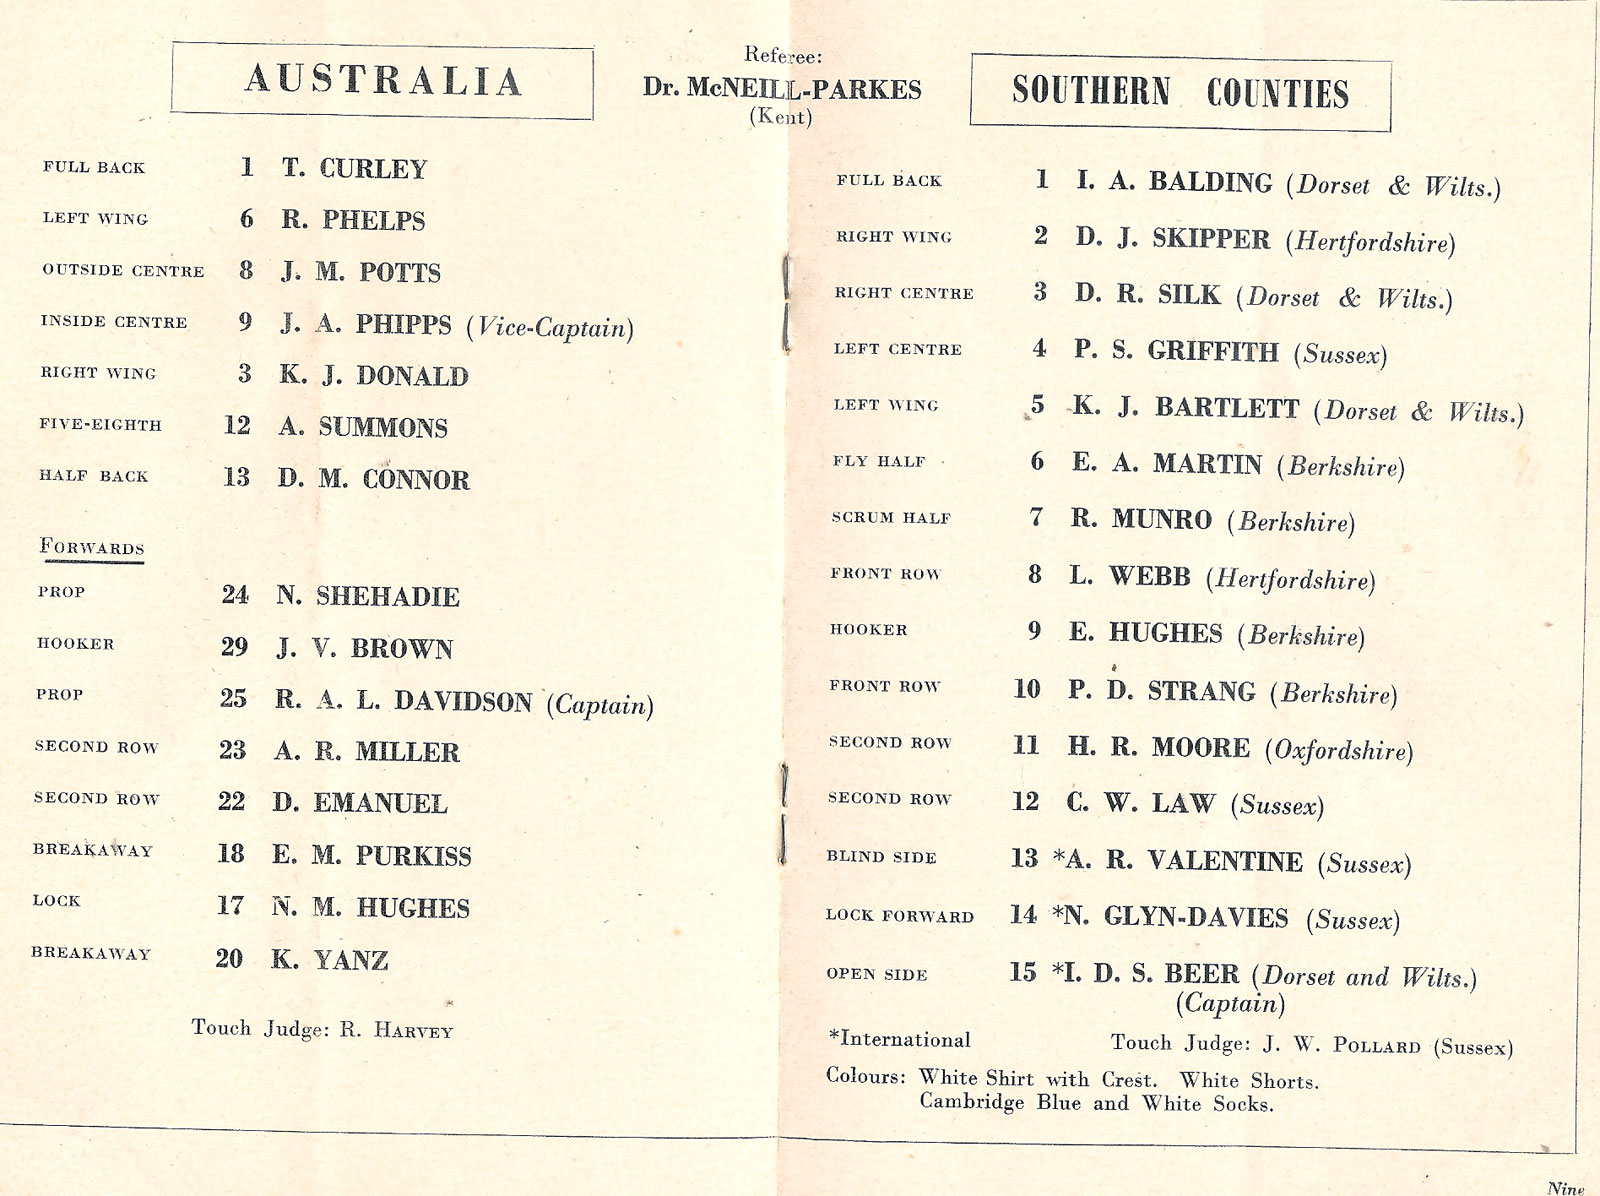 AUSTRALIA
FULL BACK 1 T. CURLEY
LEFT WING 6 R. PHELPS
OUTSIDE CENTRE 8 J. M. POTTS
INSIDE CENTRE 9 J. A. PHIPPS (Vice-Captain)
RIGHT WING 3 K. J. DONALD
FIVE-EIGHTH 12 A. SUMMONS
HALF BACK 13 D. M. CONNOR
FORWARDS
PROP 24 N. SHEHADIE
HOOKER 29 J. V. BROWN
PROP 25 R. A. L. DAVIDSON (Captain)
SECOND ROW 23 A. R. MILLER
SECOND ROW 22 D. EMANUEL
BREAKAWAY 18 E. M. PURKISS
LOCK 17 N. M. HUGHES
BREAKAWAY 20 K. YANZ
Touch Judge: R. HARVEY
Referee:
Dr. McNEILL-PARKES
(Kent)
SOUTHERN COUNTIES
FULL BACK 1 I. A. BALDING (Dorset & Wilts.)
RIGHT WING 2 D. J. SKIPPER (Hertfordshire)
RIGHT CENTRE 3 D. R. SILK (Dorset & Wilts.)
LEFT CENTRE 4 P. S. GRIFFITH (Sussex)
LEFT WING 5 K. J. BARTLETT (Dorset & Wilts.)
FLY HALF 6 E. A. MARTIN (Berkshire)
SCRUM HALF 7 R. MUNRO (Berkshire)
FRONT ROW 8 L. WEBB (Hertfordshire)
HOOKER 9 E. HUGHES (Berkshire)
FRONT ROW 10 P. D. STRANG (Berkshire)
SECOND ROW 11 H. R. MOORE (Oxfordshire)
SECOND ROW 12 C. W. LAW (Sussex)
BLIND SIDE 13 *A. R. VALENTINE (Sussex)
LOCK FORWARD 14 *N. GLYN-DAVIES (Sussex)
OPEN SIDE 15 *I. D. S. BEER (Dorset and Wilts.)
(Captain)
*International Touch Judge: J. W. POLLARD (Sussex)
Colours: White Shirt with Crest. White Shorts.
Cambridge Blue and White Socks.
Nine